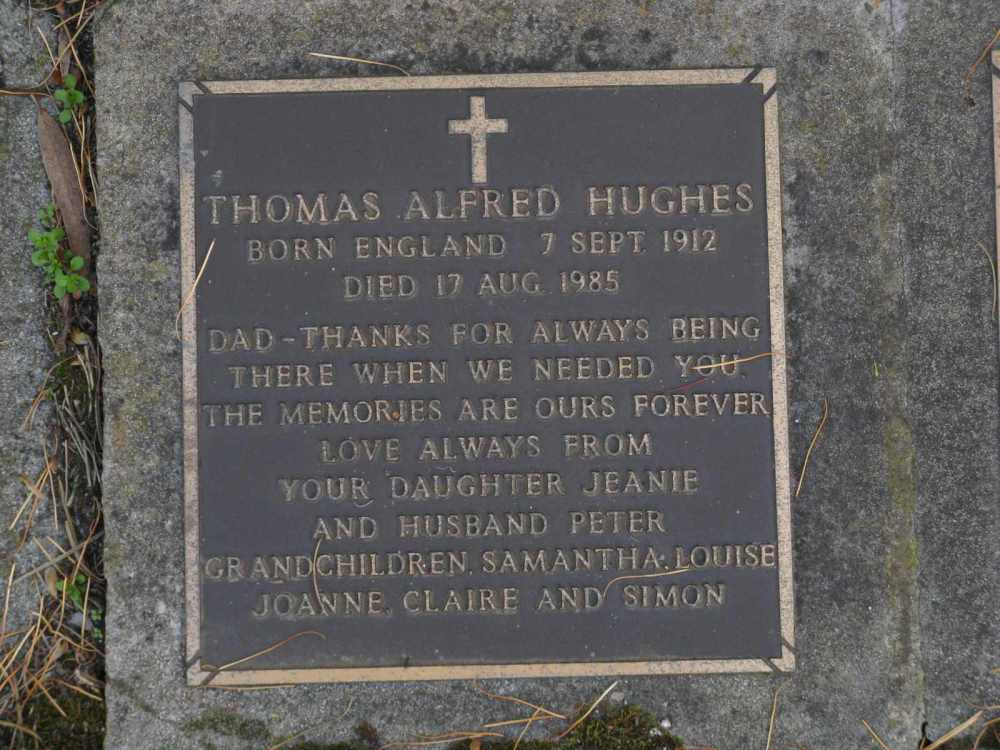 THOMAS ALFRED HUGHES
BORN ENGLAND 7 SEPT. 1912
DIED 17 AUG. 1985
DAD - THANKS FOR ALWAYS BEING
THERE WHEN WE NEEDED YOU.
THE MEMORIES ARE OURS FOREVER
LOVE ALWAYS FROM
YOUR DAUGHTER JEANIE
AND HUSBAND PETER
GRANDCHILDREN, SAMANTHA, LOUISE
JOANNE, CLAIRE AND SIMON